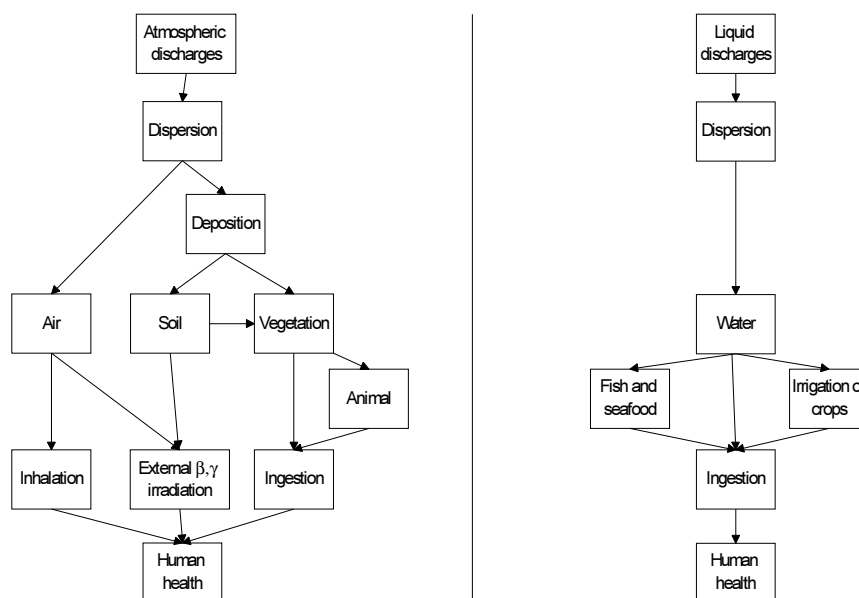 Atmospheric
discharges
Dispersion
Deposition
Air
Soil
Vegetation
Animal
Inhalation
External β,γ
irradiation
Ingestion
Human
health
Liquid
discharges
Dispersion
Water
Fish and
seafood
Irrigation o
crops
Ingestion
Human
health